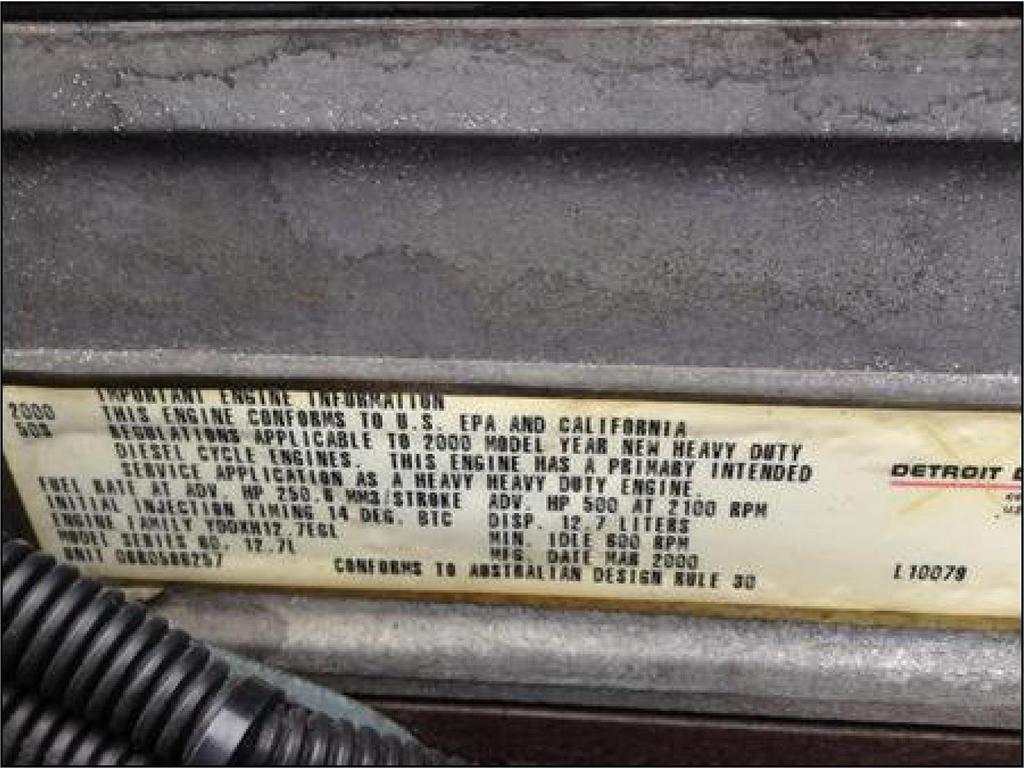 IMPORTANT ENGINE INFORMATION
2000 THIS ENGINE CONFORMS TO U.S. EPA AND CALIFORNIA
REGULATIONS APPLICABLE TO 2000 MODEL YEAR NEW HEAVY DUTY
DIESEL CYCLE ENGINES. THIS ENGINE HAS A PRIMARY INTENDED
SERVICE APPLICATION AS A HEAVY HEAVY DUTY ENGINE.
FUEL RATE AT ADV. HP 250.6 MM3/STROKE ADV. HP 500 AT 2100 RPM
INITIAL INJECTION TIMING 14 DEG. BTC DISP. 12.7 LITERS
ENGINE FAMILY YDDXH12.7EGL MIN. IDLE 600 RPM
MODEL SERIES 60, 12.7L MFG. DATE MAR 2000
UNIT 06R0586257 CONFORMS TO AUSTRALIAN DESIGN RULE 30
DETROIT
L10079